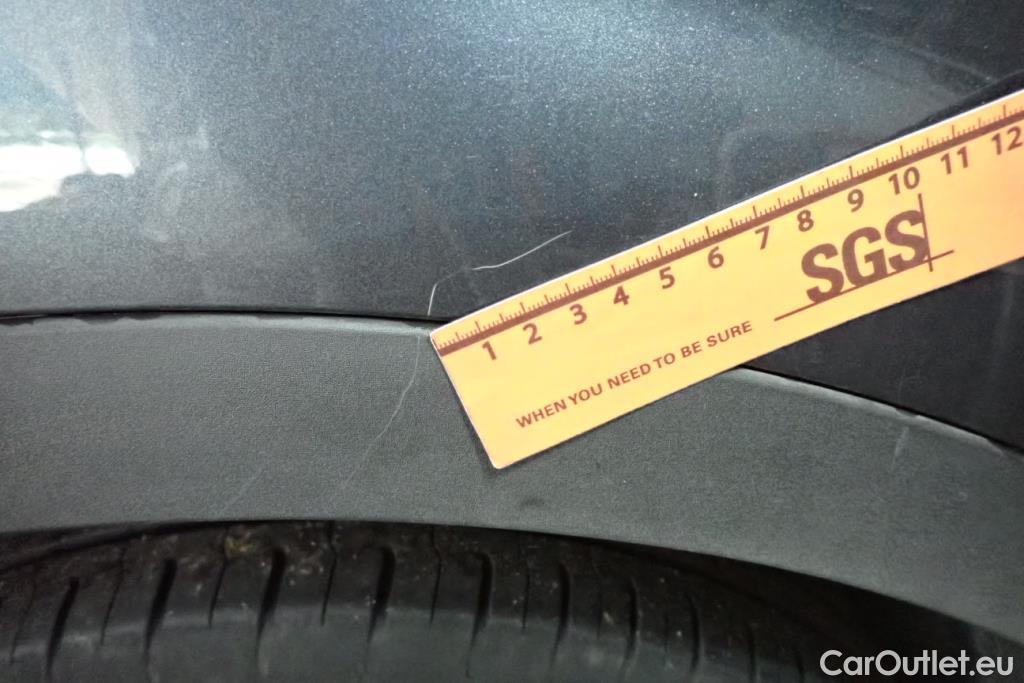 1 2 3 4 5 6 7 8 9 10 11 12
SGS
WHEN YOU NEED TO BE SURE
CarOutlet.eu